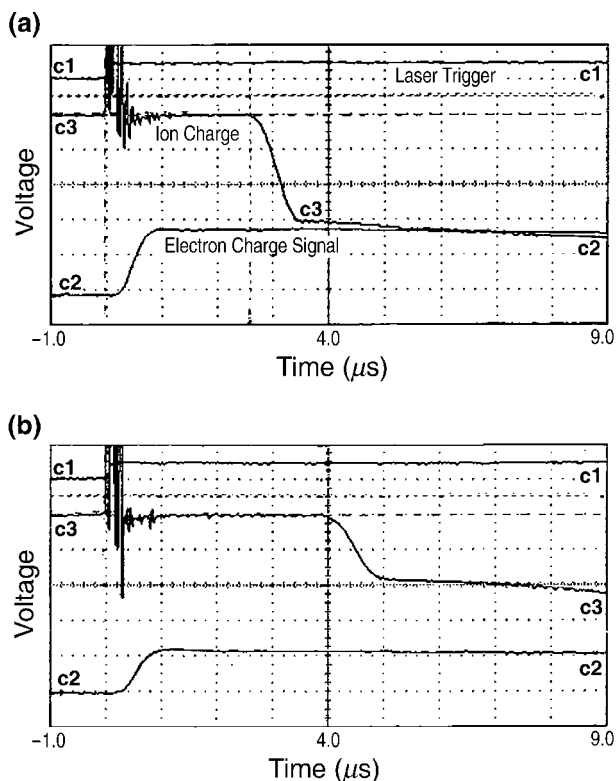 (a)
c1
Laser Trigger
c1
c3
Ion Charge
c3
Electron Charge Signal
c2
c2
Voltage
−1.0
4.0
9.0
Time (μs)
(b)
c1
c1
c3
c3
c2
c2
Voltage
−1.0
4.0
9.0
Time (μs)